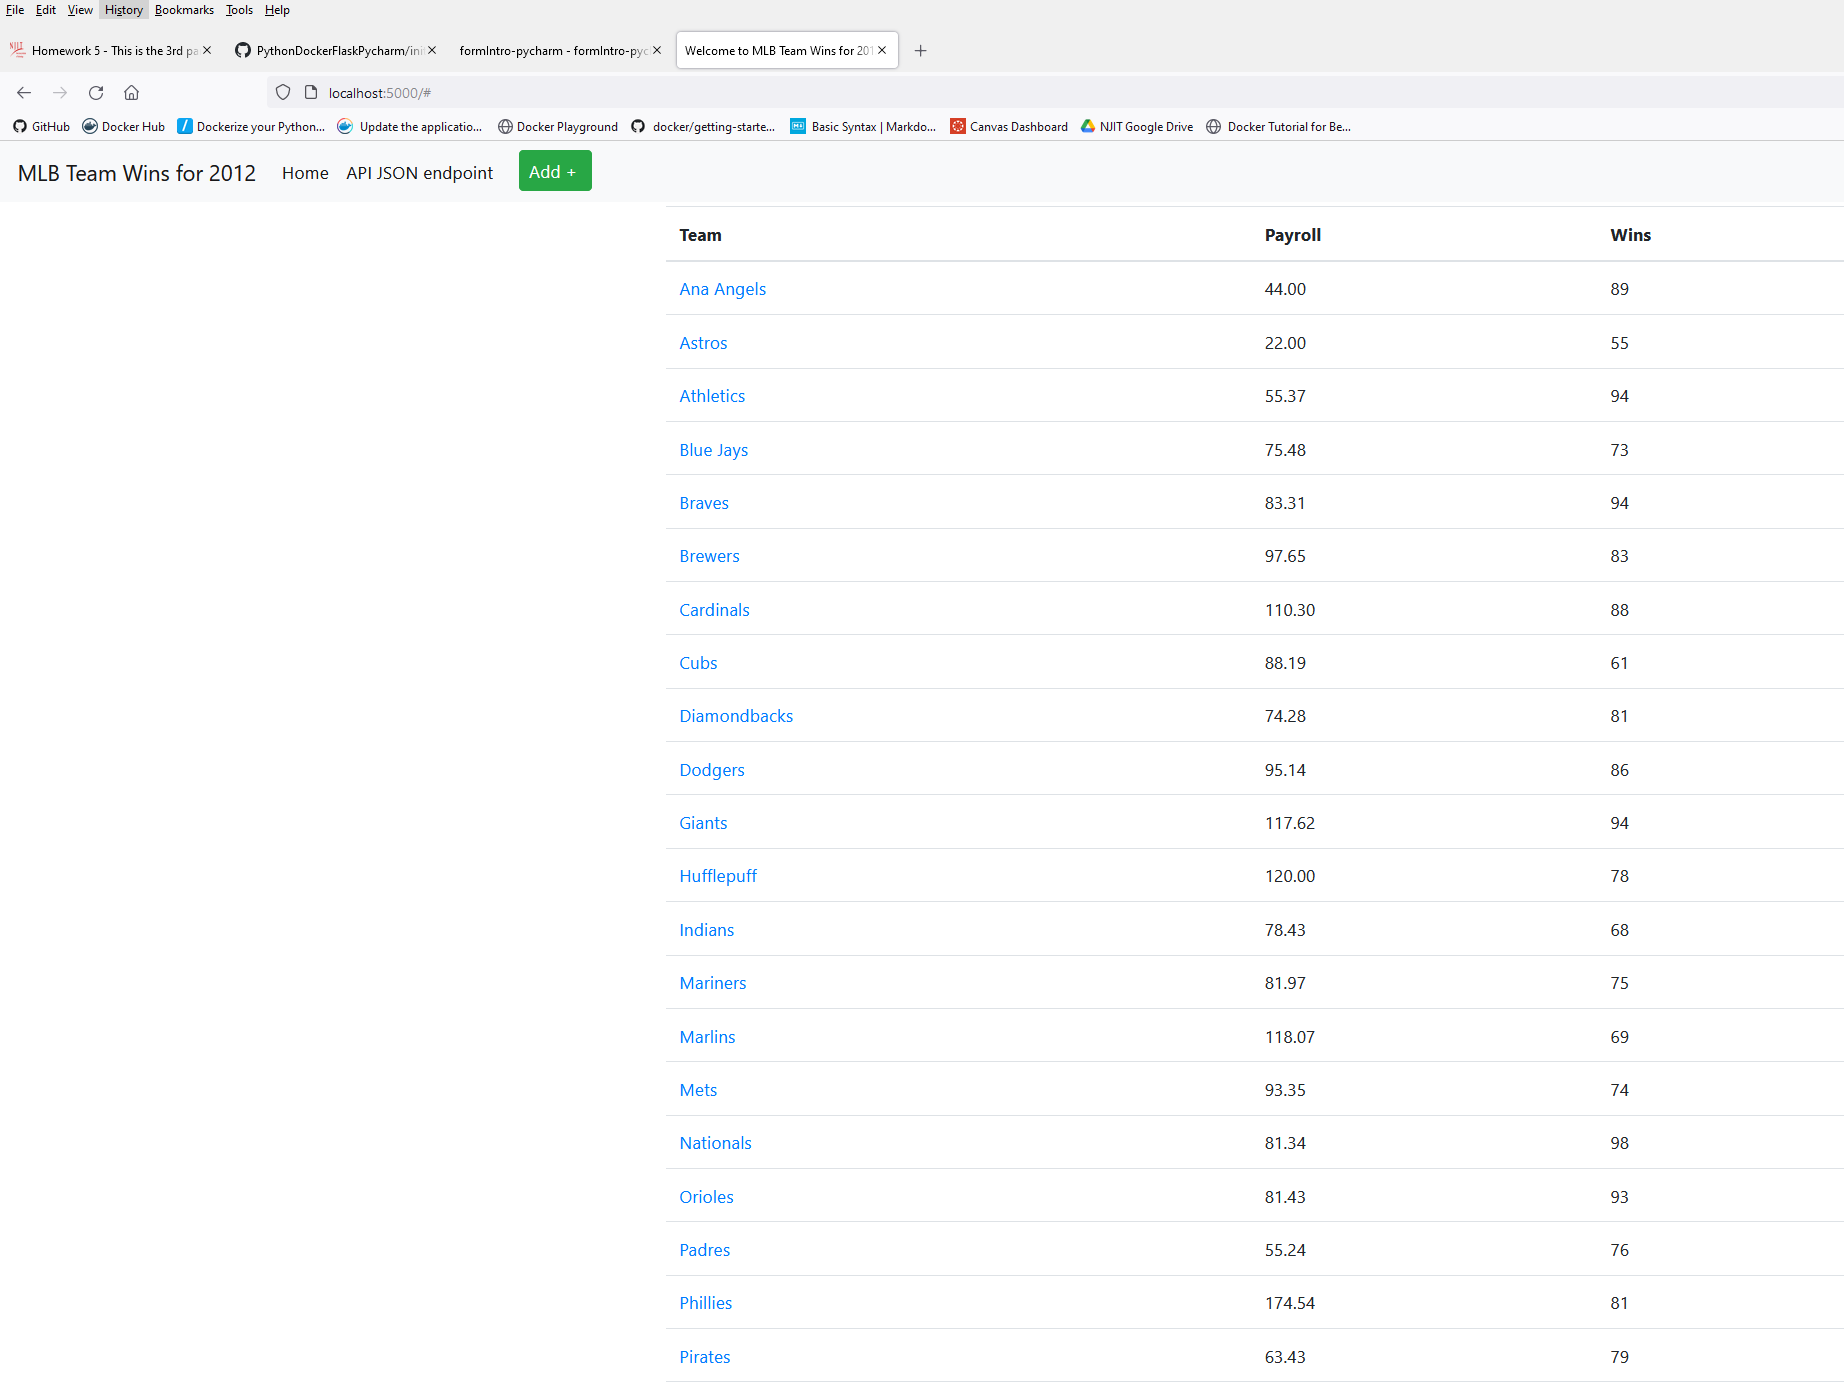 File Edit View History Bookmarks Tools Help
Homework 5 - This is the 3rd pa PythonDockerFlaskPycharm/ini formIntro-pycharm - formIntro-pyc Welcome to MLB Team Wins for 201
localhost:5000/#
GitHub Docker Hub Dockerize your Python... Update the applicatio... Docker Playground docker/getting-starte... Basic Syntax | Markdo... Canvas Dashboard NJIT Google Drive Docker Tutorial for Be...
MLB Team Wins for 2012 Home API JSON endpoint Add +
Team Payroll Wins
Ana Angels 44.00 89
Astros 22.00 55
Athletics 55.37 94
Blue Jays 75.48 73
Braves 83.31 94
Brewers 97.65 83
Cardinals 110.30 88
Cubs 88.19 61
Diamondbacks 74.28 81
Dodgers 95.14 86
Giants 117.62 94
Hufflepuff 120.00 78
Indians 78.43 68
Mariners 81.97 75
Marlins 118.07 69
Mets 93.35 74
Nationals 81.34 98
Orioles 81.43 93
Padres 55.24 76
Phillies 174.54 81
Pirates 63.43 79